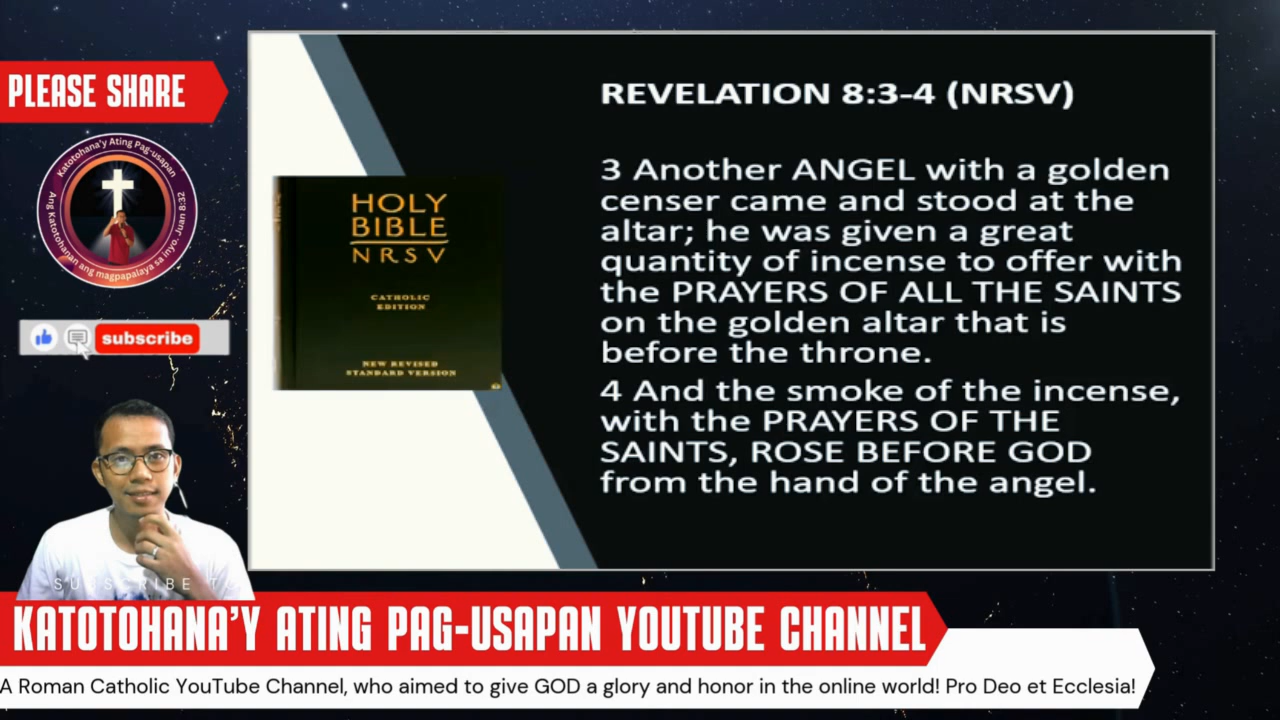 PLEASE SHARE
Katotohana'y Ating Pag-usapan
Ang Katotohanan ang magpapalaya sa inyo. Juan 8:32
subscribe
SUBSCRIBE TO
HOLY
BIBLE
NRSV
CATHOLIC
EDITION
NEW REVISED
STANDARD VERSION
REVELATION 8:3-4 (NRSV)
3 Another ANGEL with a golden
censer came and stood at the
altar; he was given a great
quantity of incense to offer with
the PRAYERS OF ALL THE SAINTS
on the golden altar that is
before the throne.
4 And the smoke of the incense,
with the PRAYERS OF THE
SAINTS, ROSE BEFORE GOD
from the hand of the angel.
KATOTOHANA'Y ATING PAG-USAPAN YOUTUBE CHANNEL
A Roman Catholic YouTube Channel, who aimed to give GOD a glory and honor in the online world! Pro Deo et Ecclesia!